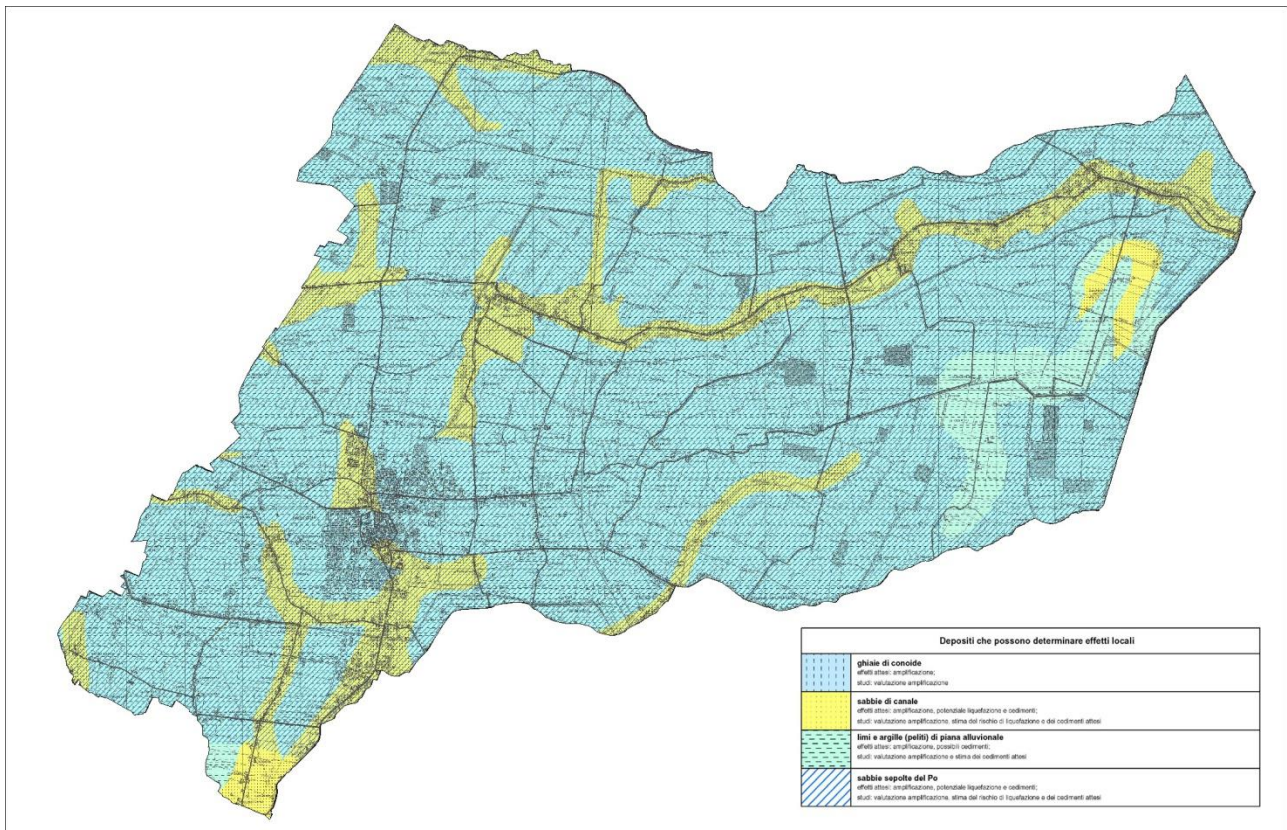 Depositi che possono determinare effetti locali
ghiaie di conoide
effetti attesi: amplificazione;
studi: valutazione amplificazione
sabbie di canale
effetti attesi: amplificazione, potenziale liquefazione e cedimenti;
studi: valutazione amplificazione, stima del rischio di liquefazione e dei cedimenti attesi
limi e argille (peliti) di piana alluvionale
effetti attesi: amplificazione, possibili cedimenti;
studi: valutazione amplificazione e stima dei cedimenti attesi
sabbie sepolte del Po
effetti attesi: amplificazione, potenziale liquefazione e cedimenti;
studi: valutazione amplificazione, stima del rischio di liquefazione e dei cedimenti attesi